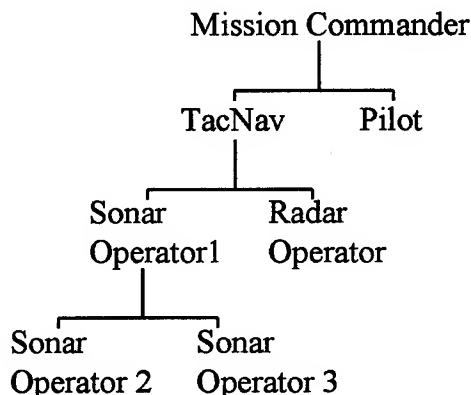 Mission Commander
TacNav
Pilot
Sonar
Operator1
Radar
Operator
Sonar
Operator 2
Sonar
Operator 3